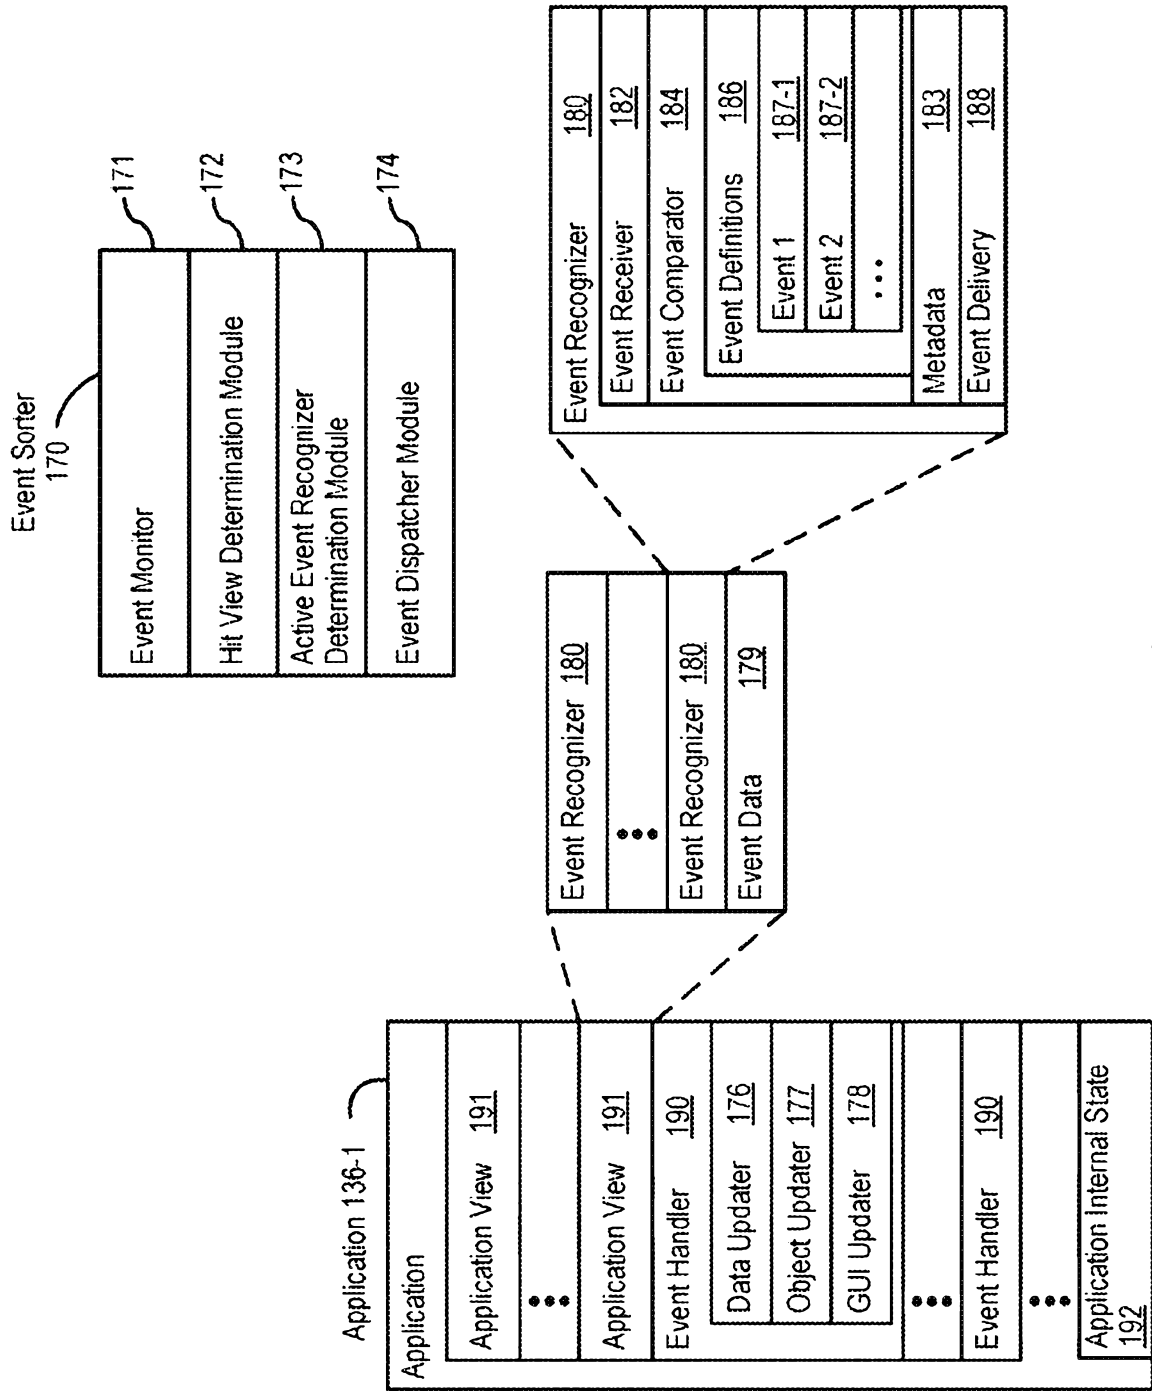 Event Sorter
170
Event Monitor
171
Hit View Determination Module
172
Active Event Recognizer
Determination Module
173
Event Dispatcher Module
174
Application 136-1
Application
Application View 191
•••
Application View 191
Event Handler 190
Data Updater 176
Object Updater 177
GUI Updater 178
•••
Event Handler 190
•••
Application Internal State
192
Event Recognizer 180
•••
Event Recognizer 180
Event Data 179
Event Recognizer 180
Event Receiver 182
Event Comparator 184
Event Definitions 186
Event 1 187-1
Event 2 187-2
•••
Metadata 183
Event Delivery 188